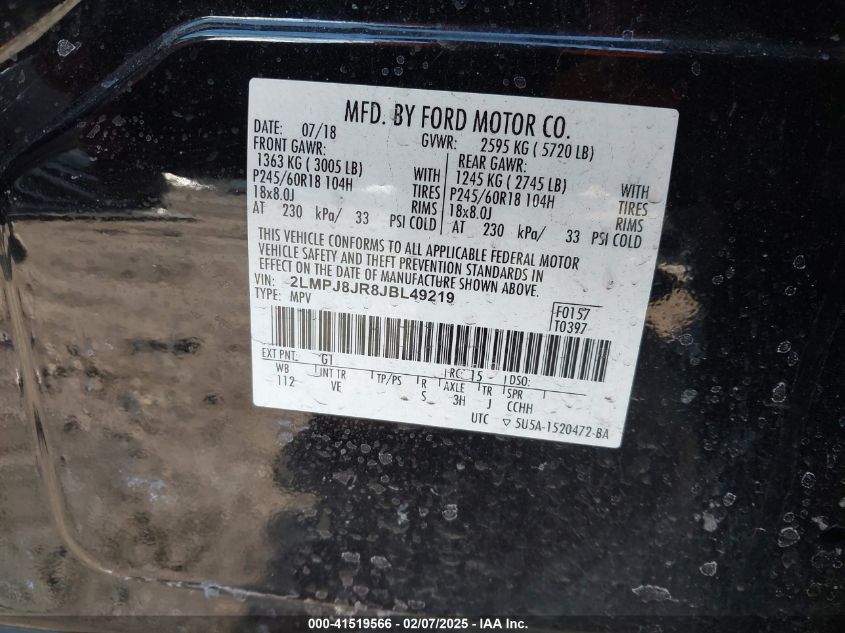 MFD. BY FORD MOTOR CO.
DATE: 07/18 GVWR: 2595 KG ( 5720 LB)
FRONT GAWR: REAR GAWR:
1363 KG ( 3005 LB) WITH 1245 KG ( 2745 LB) WITH
P245/60R18 104H TIRES P245/60R18 104H TIRES
18x8.0J RIMS 18x8.0J RIMS
AT 230 kPa/ 33 PSI COLD AT 230 kPa/ 33 PSI COLD
THIS VEHICLE CONFORMS TO ALL APPLICABLE FEDERAL MOTOR
VEHICLE SAFETY AND THEFT PREVENTION STANDARDS IN
EFFECT ON THE DATE OF MANUFACTURE SHOWN ABOVE.
VIN: 2LMPJ8JR8JBL49219
TYPE: MPV
F0157
T0397
EXT PNT: G1 RC: 15 DSO:
WB INT TR TP/PS R AXLE TR SPR
112 VE S 3H J CCHH
UTC ▽ 5U5A-1520472-BA
000-41519566 — 02/07/2025 — IAA Inc.